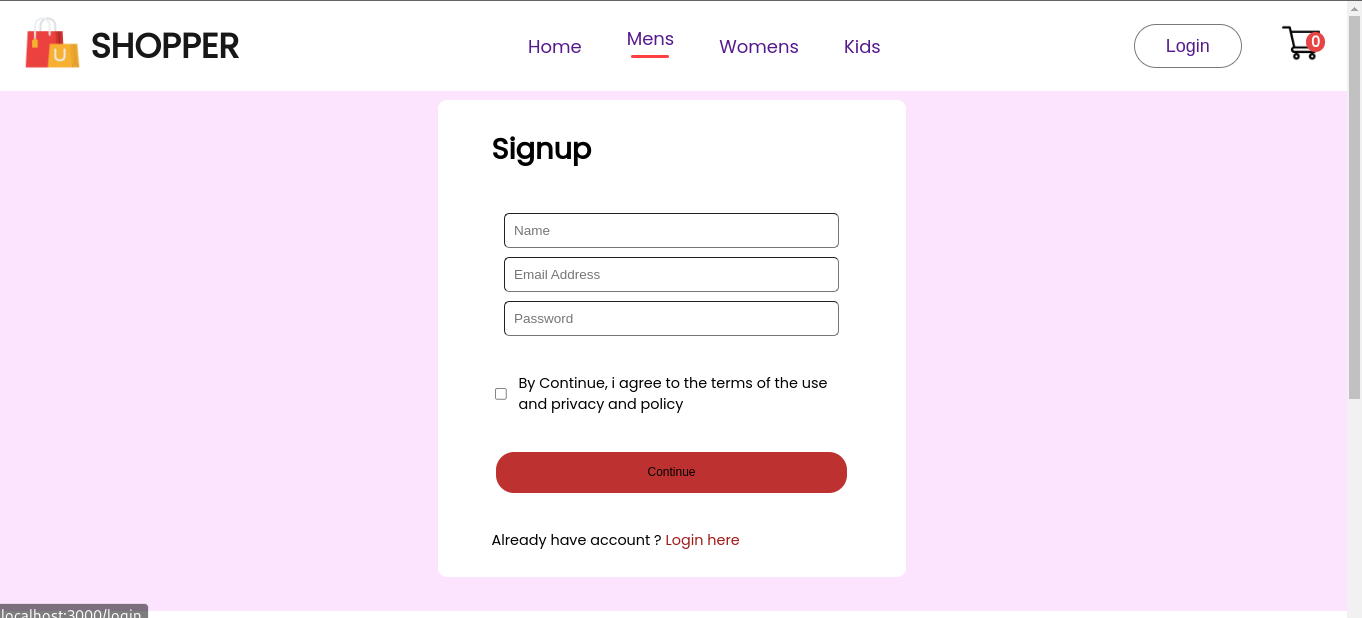 SHOPPER
Home Mens Womens Kids
Login
0
U
Signup
Name
Email Address
Password
By Continue, i agree to the terms of the use
and privacy and policy
Continue
Already have account ? Login here
localhost:3000/login